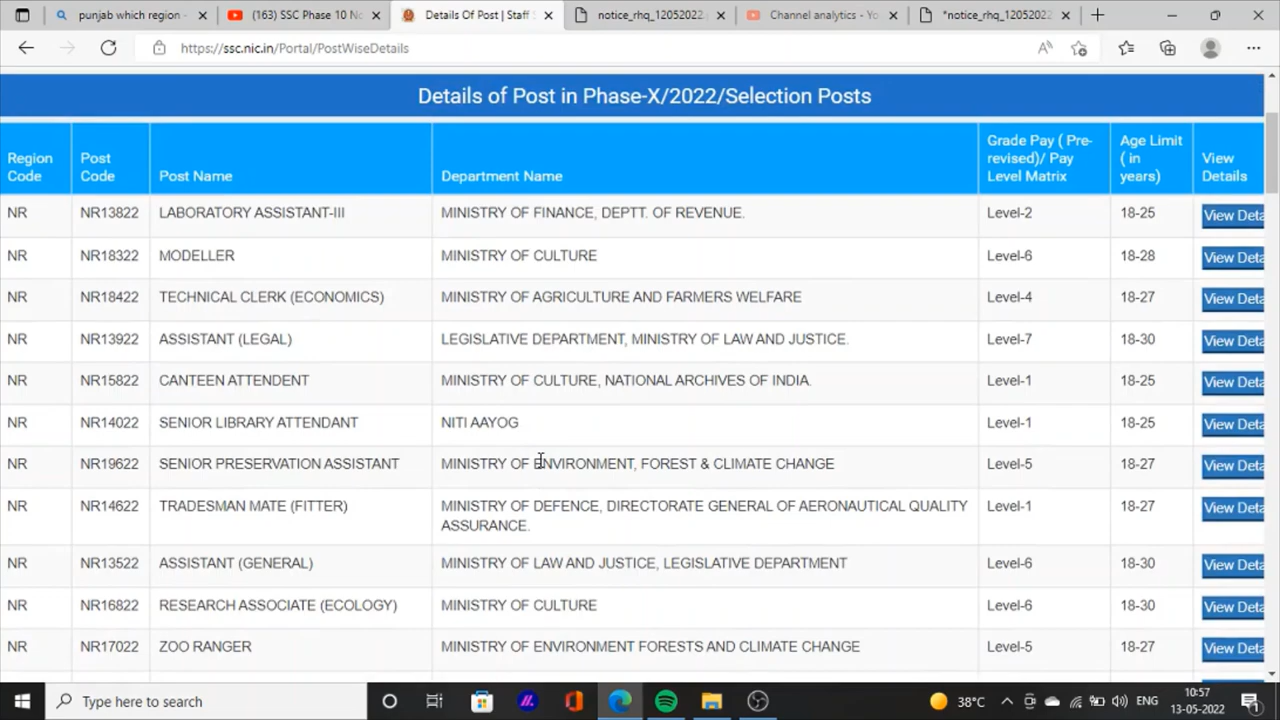 punjab which region -
(163) SSC Phase 10 No
Details Of Post | Staff S
notice_rhq_12052022.p
Channel analytics - Yo
*notice_rhq_12052022
https://ssc.nic.in/Portal/PostWiseDetails
Details of Post in Phase-X/2022/Selection Posts
Region Code Post Code Post Name Department Name Grade Pay ( Pre-revised)/ Pay Level Matrix Age Limit ( in years) View Details
NR NR13822 LABORATORY ASSISTANT-III MINISTRY OF FINANCE, DEPTT. OF REVENUE. Level-2 18-25 View Deta
NR NR18322 MODELLER MINISTRY OF CULTURE Level-6 18-28 View Deta
NR NR18422 TECHNICAL CLERK (ECONOMICS) MINISTRY OF AGRICULTURE AND FARMERS WELFARE Level-4 18-27 View Deta
NR NR13922 ASSISTANT (LEGAL) LEGISLATIVE DEPARTMENT, MINISTRY OF LAW AND JUSTICE. Level-7 18-30 View Deta
NR NR15822 CANTEEN ATTENDENT MINISTRY OF CULTURE, NATIONAL ARCHIVES OF INDIA. Level-1 18-25 View Deta
NR NR14022 SENIOR LIBRARY ATTENDANT NITI AAYOG Level-1 18-25 View Deta
NR NR19622 SENIOR PRESERVATION ASSISTANT MINISTRY OF ENVIRONMENT, FOREST & CLIMATE CHANGE Level-5 18-27 View Deta
NR NR14622 TRADESMAN MATE (FITTER) MINISTRY OF DEFENCE, DIRECTORATE GENERAL OF AERONAUTICAL QUALITY ASSURANCE. Level-1 18-27 View Deta
NR NR13522 ASSISTANT (GENERAL) MINISTRY OF LAW AND JUSTICE, LEGISLATIVE DEPARTMENT Level-6 18-30 View Deta
NR NR16822 RESEARCH ASSOCIATE (ECOLOGY) MINISTRY OF CULTURE Level-6 18-30 View Deta
NR NR17022 ZOO RANGER MINISTRY OF ENVIRONMENT FORESTS AND CLIMATE CHANGE Level-5 18-27 View Deta
Type here to search
38°C
ENG
10:57
13-05-2022
1